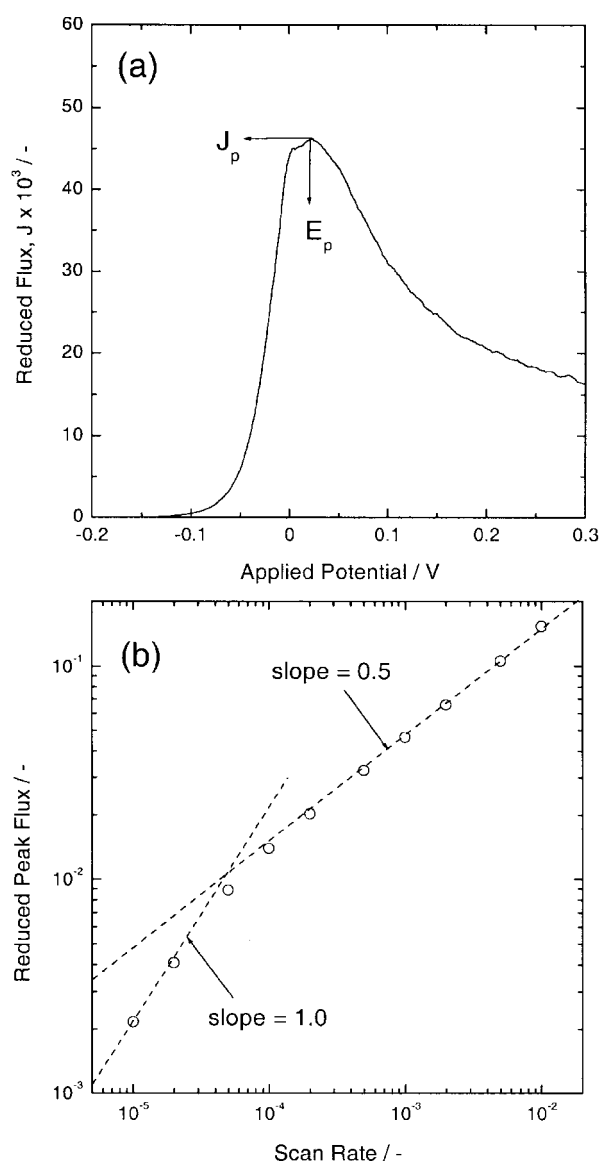 (a)
60
50
40
30
20
10
0
Reduced Flux, J x 10³ / -
Jₚ
Eₚ
-0.2
-0.1
0
0.1
0.2
0.3
Applied Potential / V
(b)
10⁻¹
10⁻²
10⁻³
Reduced Peak Flux / -
slope = 0.5
slope = 1.0
10⁻⁵
10⁻⁴
10⁻³
10⁻²
Scan Rate / -